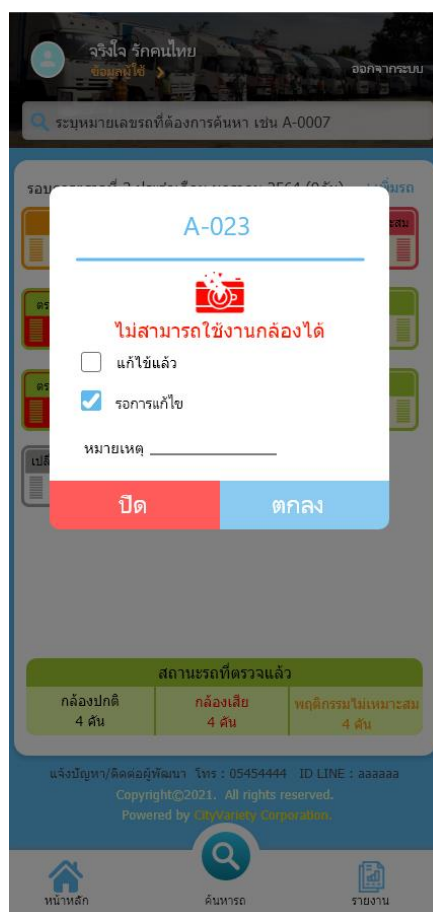 จริงใจ รักคนไทย
ข้อมูลผู้ใช้ >
ออกจากระบบ
ระบุหมายเลขรถที่ต้องการค้นหา เช่น A-0007
A-023
ไม่สามารถใช้งานกล้องได้
แก้ไข้แล้ว
รอการแก้ไข
หมายเหตุ
ปิด
ตกลง
สถานะรถที่ตรวจแล้ว
กล้องปกติ
4 คัน
กล้องเสีย
4 คัน
พฤติกรรมไม่เหมาะสม
4 คัน
แจ้งปัญหา/ติดต่อผู้พัฒนา โทร : 05454444 ID LINE : aaaaaa
Copyright©2021. All rights reserved.
Powered by CityVariety Corporation.
หน้าหลัก
ค้นหารถ
รายงาน